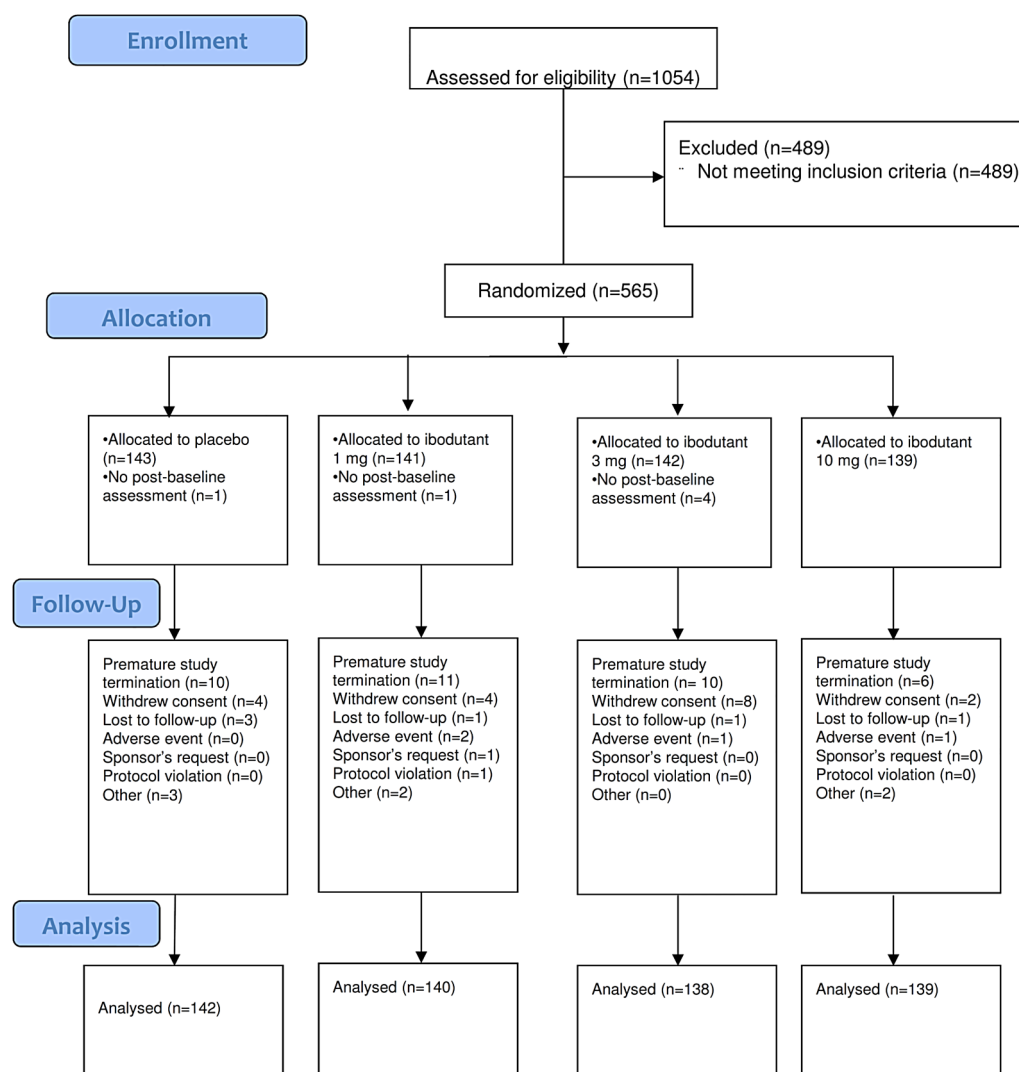 Enrollment
Assessed for eligibility (n=1054)
Excluded (n=489)
¨ Not meeting inclusion criteria (n=489)
Randomized (n=565)
Allocation
•Allocated to placebo
(n=143)
•No post-baseline
assessment (n=1)
•Allocated to ibodutant
1 mg (n=141)
•No post-baseline
assessment (n=1)
•Allocated to ibodutant
3 mg (n=142)
•No post-baseline
assessment (n=4)
•Allocated to ibodutant
10 mg (n=139)
Follow-Up
Premature study
termination (n=10)
Withdrew consent (n=4)
Lost to follow-up (n=3)
Adverse event (n=0)
Sponsor's request (n=0)
Protocol violation (n=0)
Other (n=3)
Premature study
termination (n=11)
Withdrew consent (n=4)
Lost to follow-up (n=1)
Adverse event (n=2)
Sponsor's request (n=1)
Protocol violation (n=1)
Other (n=2)
Premature study
termination (n= 10)
Withdrew consent (n=8)
Lost to follow-up (n=1)
Adverse event (n=1)
Sponsor's request (n=0)
Protocol violation (n=0)
Other (n=0)
Premature study
termination (n=6)
Withdrew consent (n=2)
Lost to follow-up (n=1)
Adverse event (n=1)
Sponsor's request (n=0)
Protocol violation (n=0)
Other (n=2)
Analysis
Analysed (n=142)
Analysed (n=140)
Analysed (n=138)
Analysed (n=139)